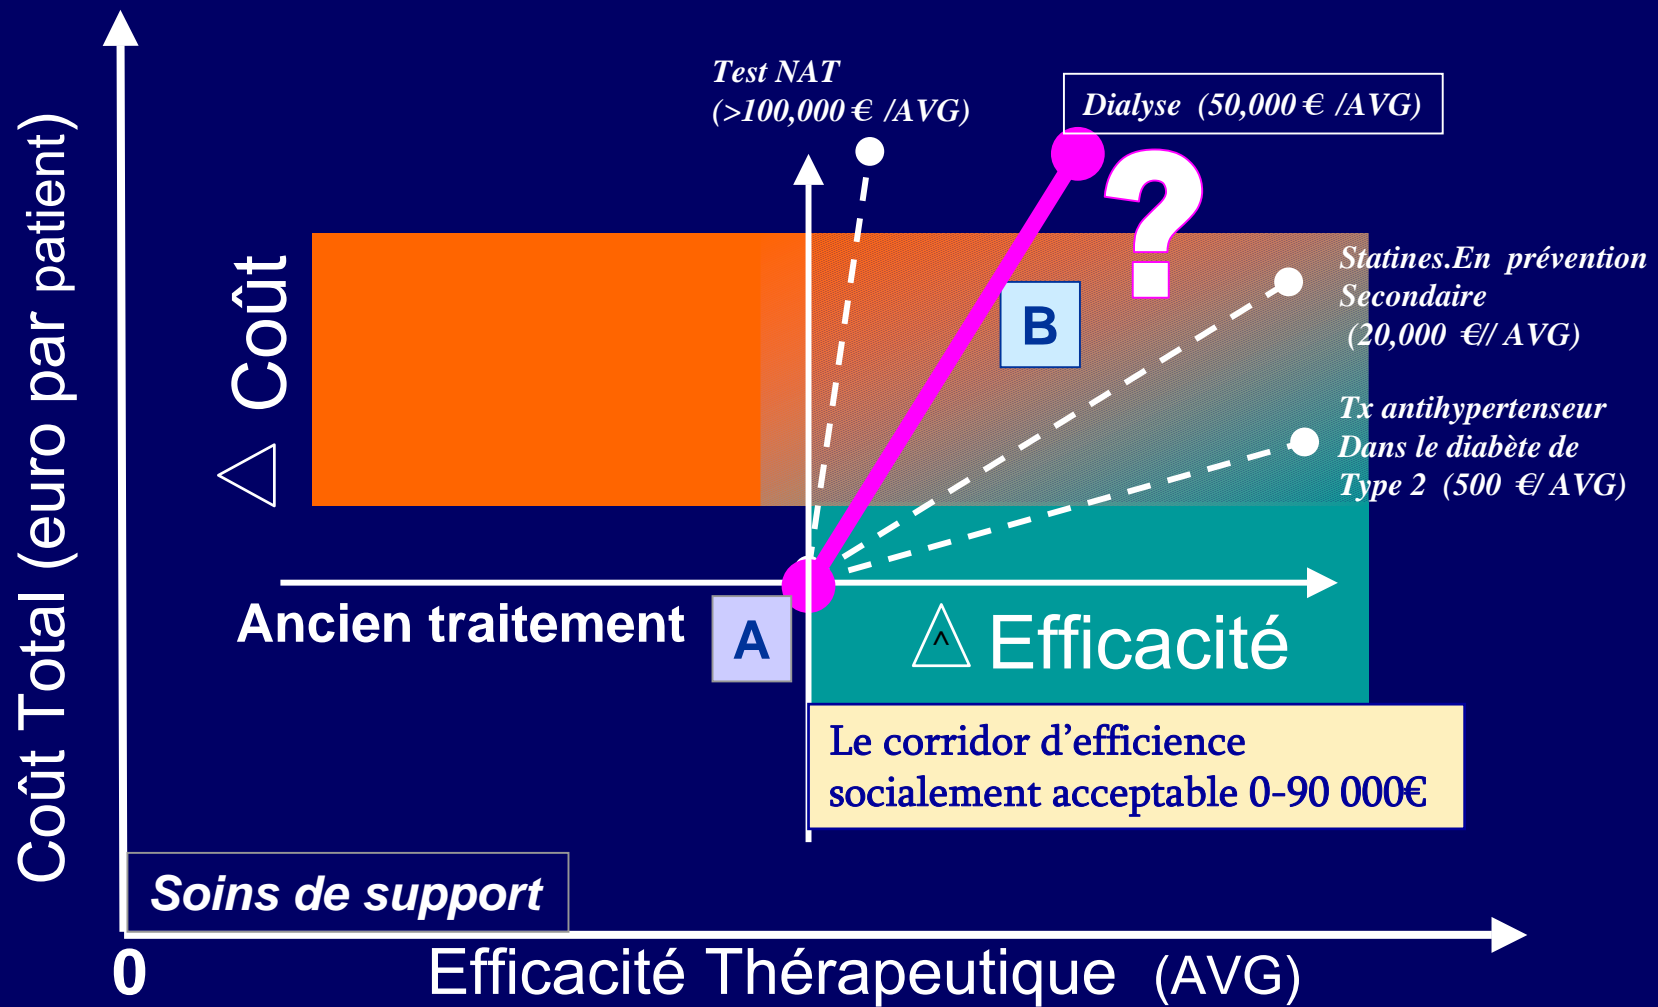 Test NAT
(>100,000 € /AVG)
Dialyse (50,000 € /AVG)
?
Coût Total (euro par patient)
Δ Coût
B
Statines.En prévention
Secondaire
(20,000 €// AVG)
Tx antihypertenseur
Dans le diabète de
Type 2 (500 €/ AVG)
Ancien traitement
A
^ Efficacité
Le corridor d’efficience
socialement acceptable 0-90 000€
Soins de support
0
Efficacité Thérapeutique (AVG)